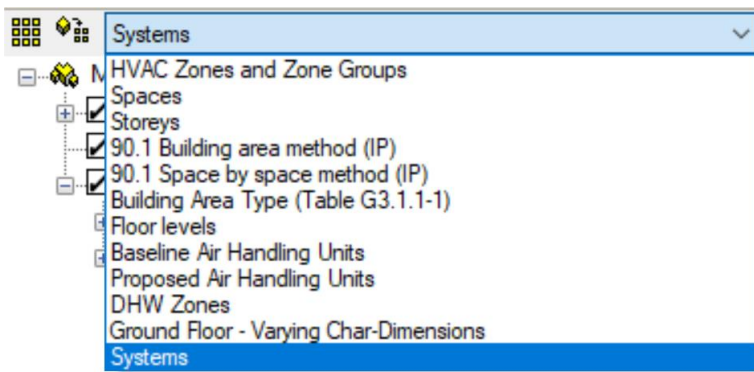 Systems
HVAC Zones and Zone Groups
Spaces
Storeys
90.1 Building area method (IP)
90.1 Space by space method (IP)
Building Area Type (Table G3.1.1-1)
Floor levels
Baseline Air Handling Units
Proposed Air Handling Units
DHW Zones
Ground Floor - Varying Char-Dimensions
Systems